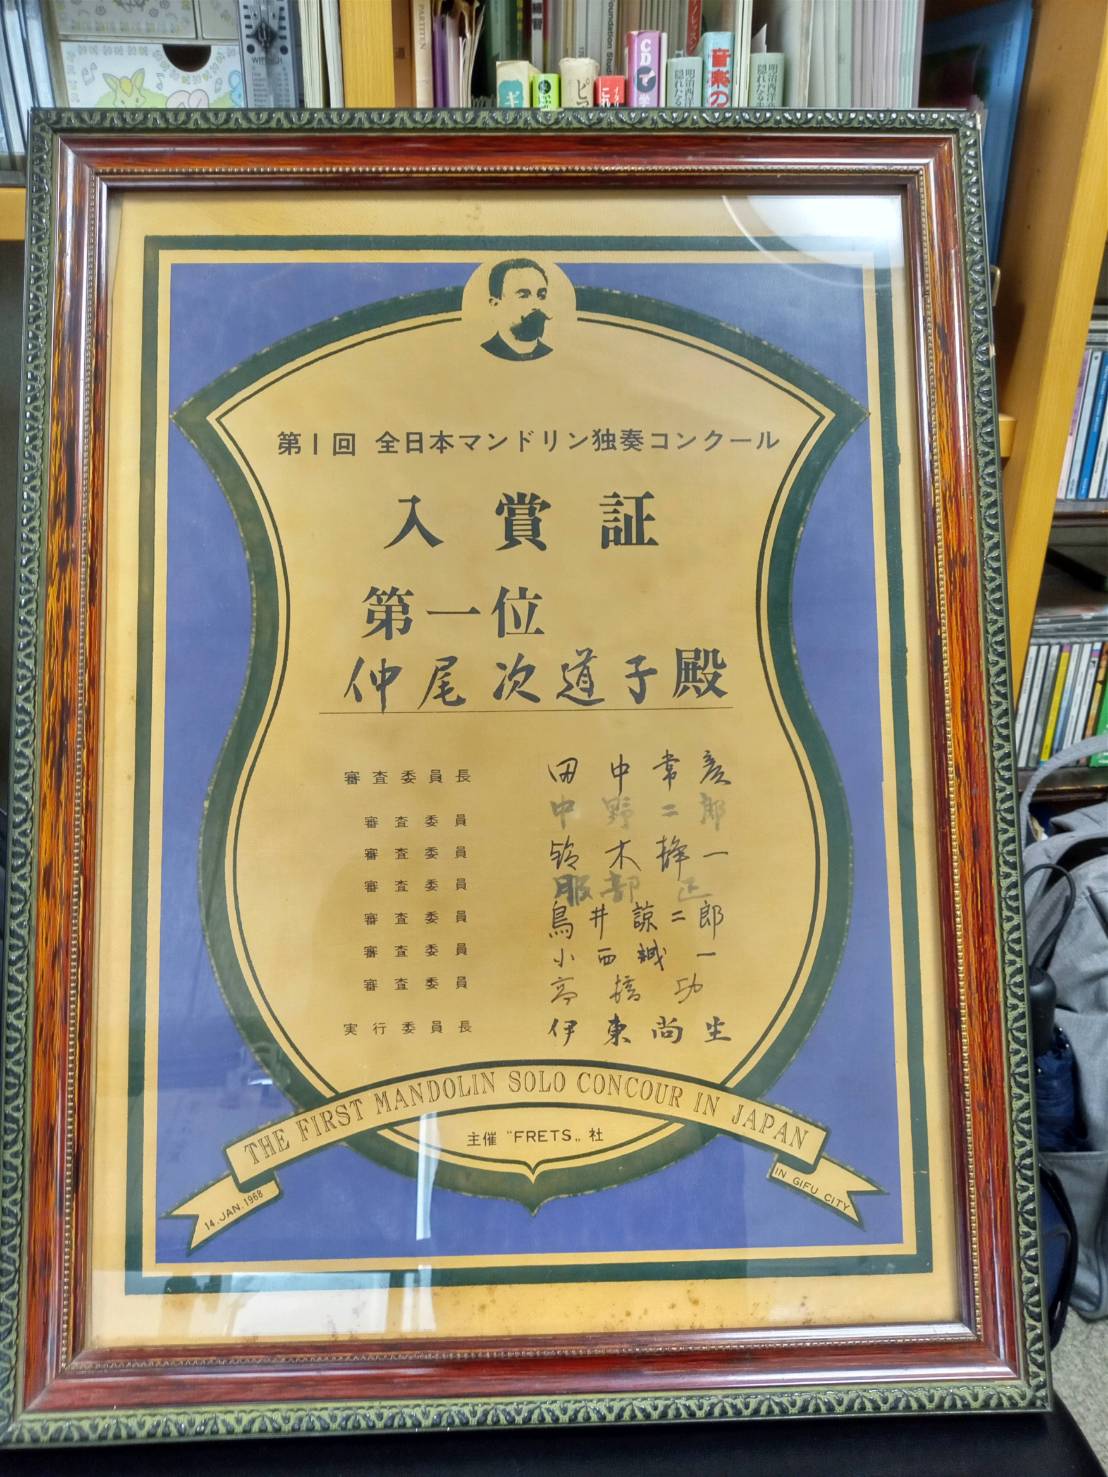 第1回 全日本マンドリン独奏コンクール
入賞証
第一位
仲尾次道子殿
審査委員長 田中常彦
審査委員 中野二郎
審査委員 鈴木静一
審査委員 服部正
審査委員 鳥井諒二郎
審査委員 小西誠一
審査委員 高橋功
実行委員長 伊東尚生
THE FIRST MANDOLIN SOLO CONCOUR IN JAPAN
主催 "FRETS" 社
14.JAN.1968
IN GIFU CITY
PARTITUR
CD
音楽の